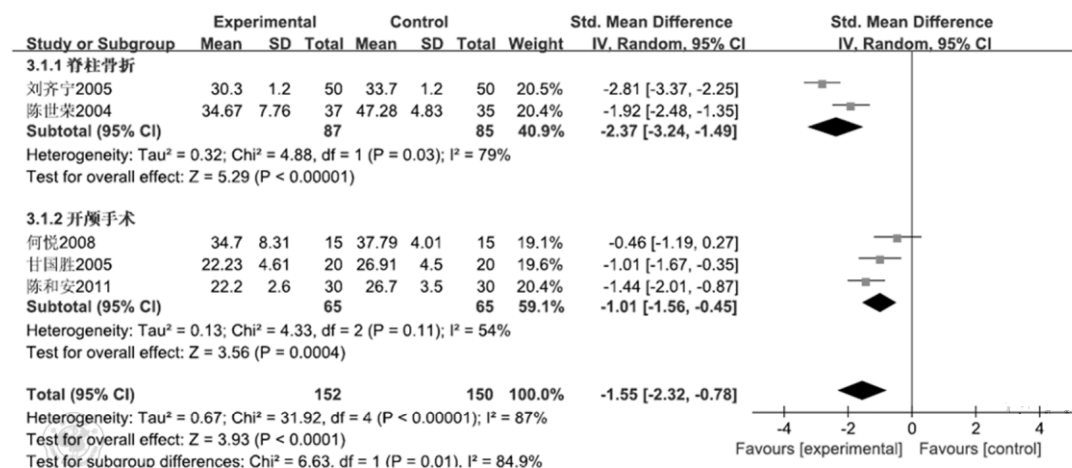 Experimental Control Std. Mean Difference Std. Mean Difference
Study or Subgroup Mean SD Total Mean SD Total Weight IV, Random, 95% CI IV, Random, 95% CI
3.1.1 脊柱骨折
刘齐宁2005 30.3 1.2 50 33.7 1.2 50 20.5% -2.81 [-3.37, -2.25]
陈世荣2004 34.67 7.76 37 47.28 4.83 35 20.4% -1.92 [-2.48, -1.35]
Subtotal (95% CI) 87 85 40.9% -2.37 [-3.24, -1.49]
Heterogeneity: Tau² = 0.32; Chi² = 4.88, df = 1 (P = 0.03); I² = 79%
Test for overall effect: Z = 5.29 (P < 0.00001)
3.1.2 开颅手术
何悦2008 34.7 8.31 15 37.79 4.01 15 19.1% -0.46 [-1.19, 0.27]
甘国胜2005 22.23 4.61 20 26.91 4.5 20 19.6% -1.01 [-1.67, -0.35]
陈和安2011 22.2 2.6 30 26.7 3.5 30 20.4% -1.44 [-2.01, -0.87]
Subtotal (95% CI) 65 65 59.1% -1.01 [-1.56, -0.45]
Heterogeneity: Tau² = 0.13; Chi² = 4.33, df = 2 (P = 0.11); I² = 54%
Test for overall effect: Z = 3.56 (P = 0.0004)
Total (95% CI) 152 150 100.0% -1.55 [-2.32, -0.78]
Heterogeneity: Tau² = 0.67; Chi² = 31.92, df = 4 (P < 0.00001); I² = 87%
Test for overall effect: Z = 3.93 (P < 0.0001)
Test for subgroup differences: Chi² = 6.63, df = 1 (P = 0.01), I² = 84.9%
-4 -2 0 2 4
Favours [experimental] Favours [control]